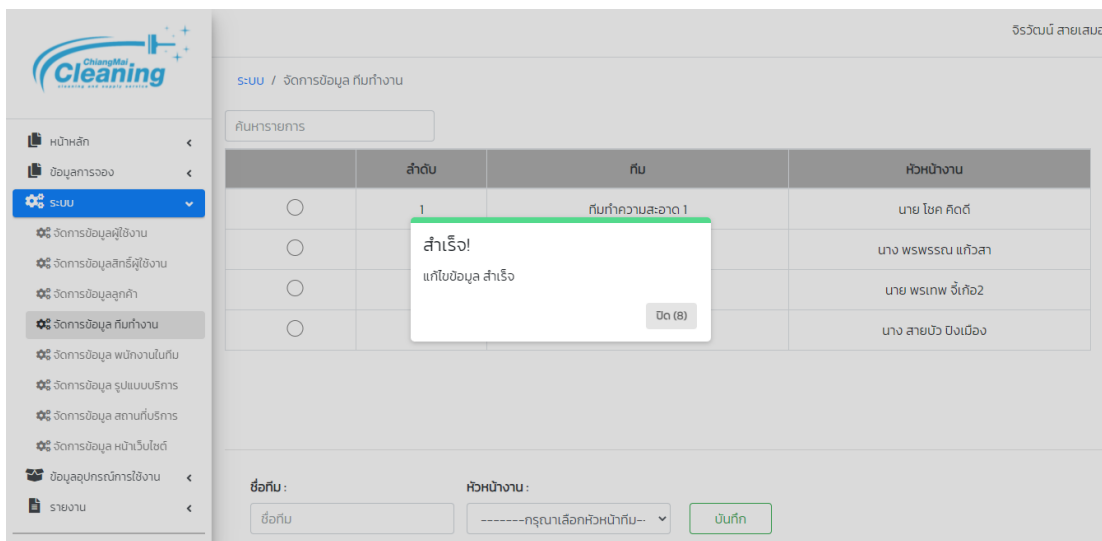 จิรวัฒน์ สายเสมอ
ChiangMai
Cleaning
cleaning and supply service
ระบบ / จัดการข้อมูล ทีมทำงาน
ค้นหารายการ
หน้าหลัก
ข้อมูลการจอง
ระบบ
จัดการข้อมูลผู้ใช้งาน
จัดการข้อมูลสิทธิ์ผู้ใช้งาน
จัดการข้อมูลลูกค้า
จัดการข้อมูล ทีมทำงาน
จัดการข้อมูล พนักงานในทีม
จัดการข้อมูล รูปแบบบริการ
จัดการข้อมูล สถานที่บริการ
จัดการข้อมูล หน้าเว็บไซต์
ข้อมูลอุปกรณ์การใช้งาน
รายงาน
ลำดับ ทีม หัวหน้างาน
1 ทีมทำความสะอาด 1 นาย โชค คิดดี
นาง พรพรรณ แก้วสา
นาย พรเทพ จี้เก้อ2
นาง สายบัว ปิงเมือง
สำเร็จ!
แก้ไขข้อมูล สำเร็จ
ปิด (8)
ชื่อทีม : หัวหน้างาน :
ชื่อทีม -------กรุณาเลือกหัวหน้าทีม-- บันทึก